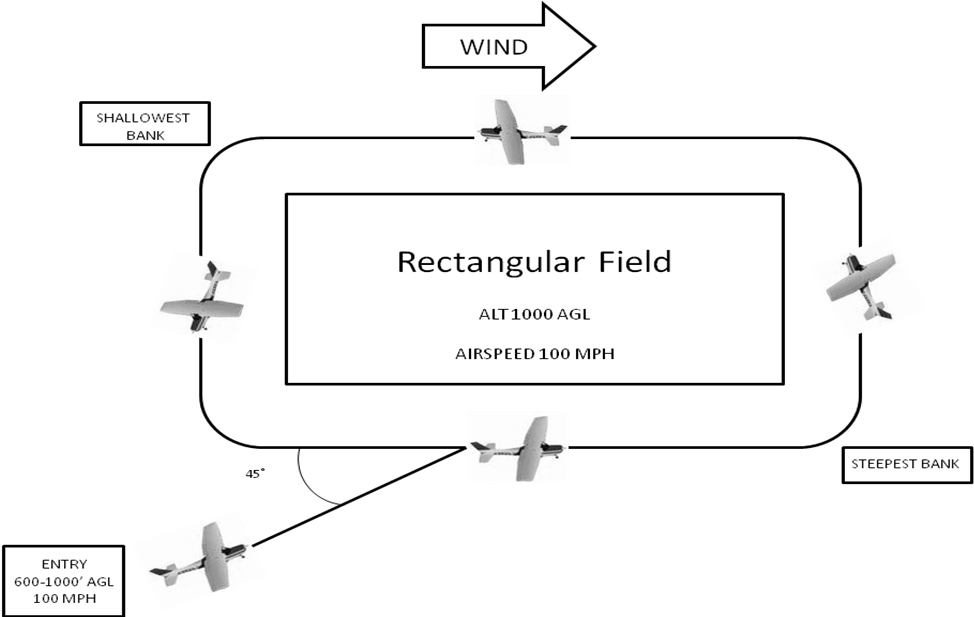 WIND
SHALLOWEST
BANK
Rectangular Field
ALT 1000 AGL
AIRSPEED 100 MPH
45°
STEEPEST BANK
ENTRY
600-1000’ AGL
100 MPH